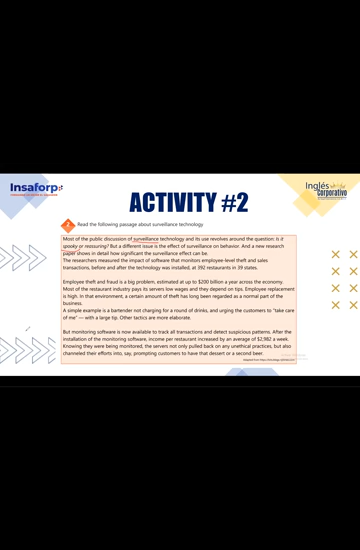 Insaforp
Inglés
Corporativo
ACTIVITY #2
2 Read the following passage about surveillance technology
Most of the public discussion of surveillance technology and its use revolves around the question: Is it
spooky or reassuring? But a different issue is the effect of surveillance on behavior. And a new research
paper shows in detail how significant the surveillance effect can be.
The researchers measured the impact of software that monitors employee-level theft and sales
transactions, before and after the technology was installed, at 392 restaurants in 39 states.
Employee theft and fraud is a big problem, estimated at up to $200 billion a year across the economy.
Most of the restaurant industry pays its servers low wages and they depend on tips. Employee replacement
is high. In that environment, a certain amount of theft has long been regarded as a normal part of the
business.
A simple example is a bartender not charging for a round of drinks, and urging the customers to "take care
of me" — with a large tip. Other tactics are more elaborate.
But monitoring software is now available to track all transactions and detect suspicious patterns. After the
installation of the monitoring software, income per restaurant increased by an average of $2,982 a week.
Knowing they were being monitored, the servers not only pulled back on any unethical practices, but also
channeled their efforts into, say, prompting customers to have that dessert or a second beer.